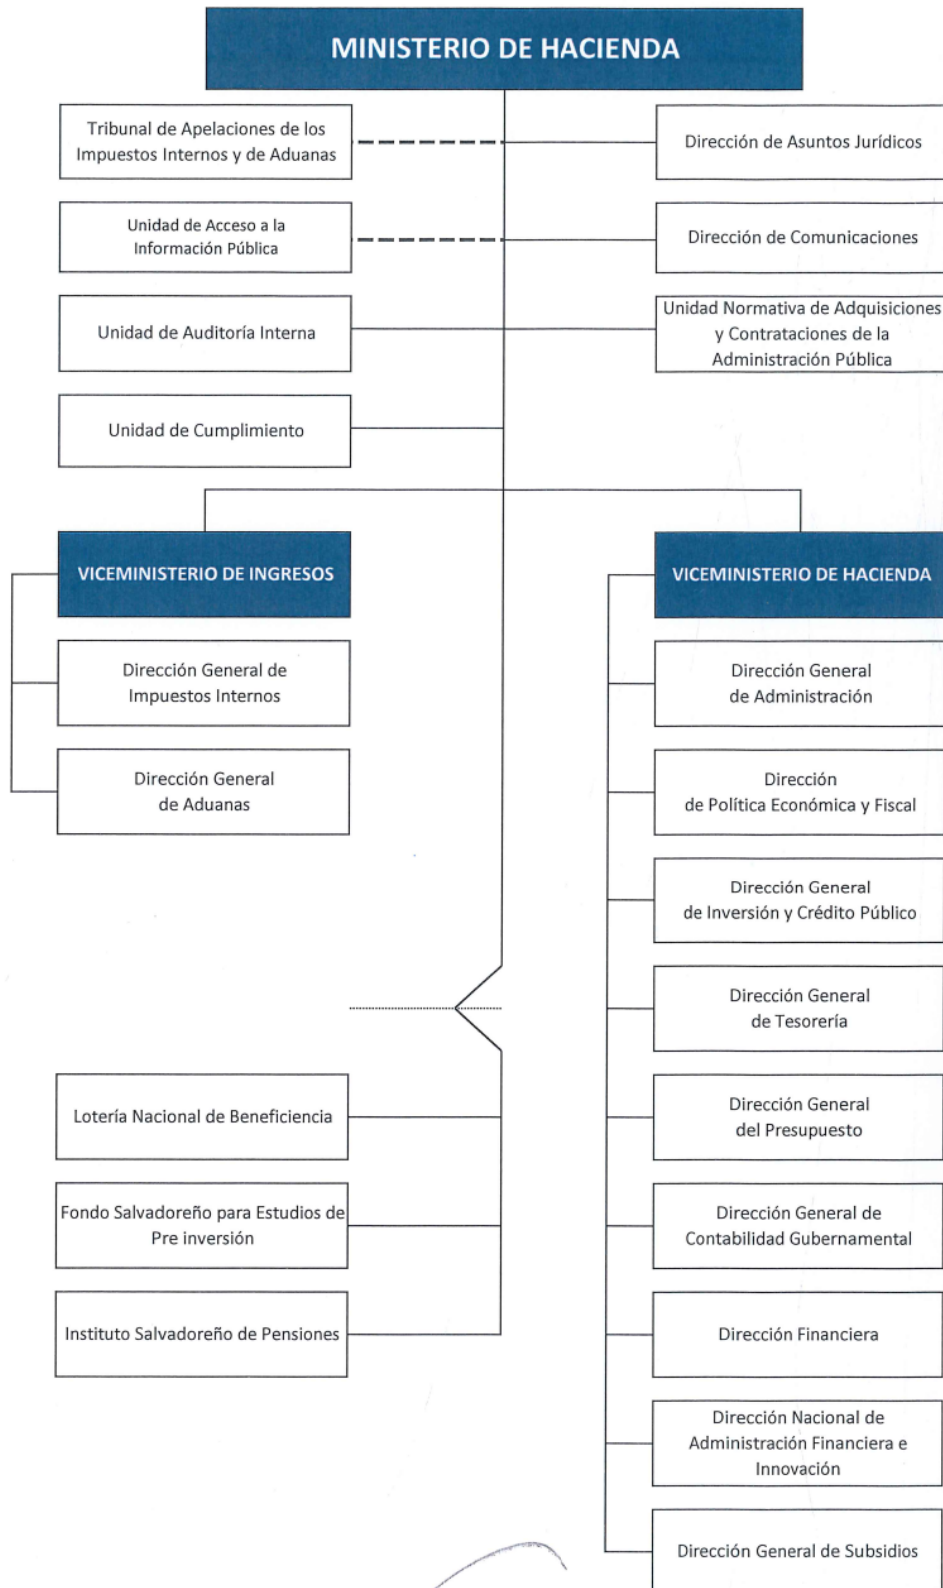 MINISTERIO DE HACIENDA
Tribunal de Apelaciones de los
Impuestos Internos y de Aduanas
Dirección de Asuntos Jurídicos
Unidad de Acceso a la
Información Pública
Dirección de Comunicaciones
Unidad de Auditoría Interna
Unidad Normativa de Adquisiciones
y Contrataciones de la
Administración Pública
Unidad de Cumplimiento
VICEMINISTERIO DE INGRESOS
Dirección General de
Impuestos Internos
Dirección General
de Aduanas
VICEMINISTERIO DE HACIENDA
Dirección General
de Administración
Dirección
de Política Económica y Fiscal
Dirección General
de Inversión y Crédito Público
Dirección General
de Tesorería
Dirección General
del Presupuesto
Dirección General de
Contabilidad Gubernamental
Dirección Financiera
Dirección Nacional de
Administración Financiera e
Innovación
Dirección General de Subsidios
Lotería Nacional de Beneficiencia
Fondo Salvadoreño para Estudios de
Pre inversión
Instituto Salvadoreño de Pensiones